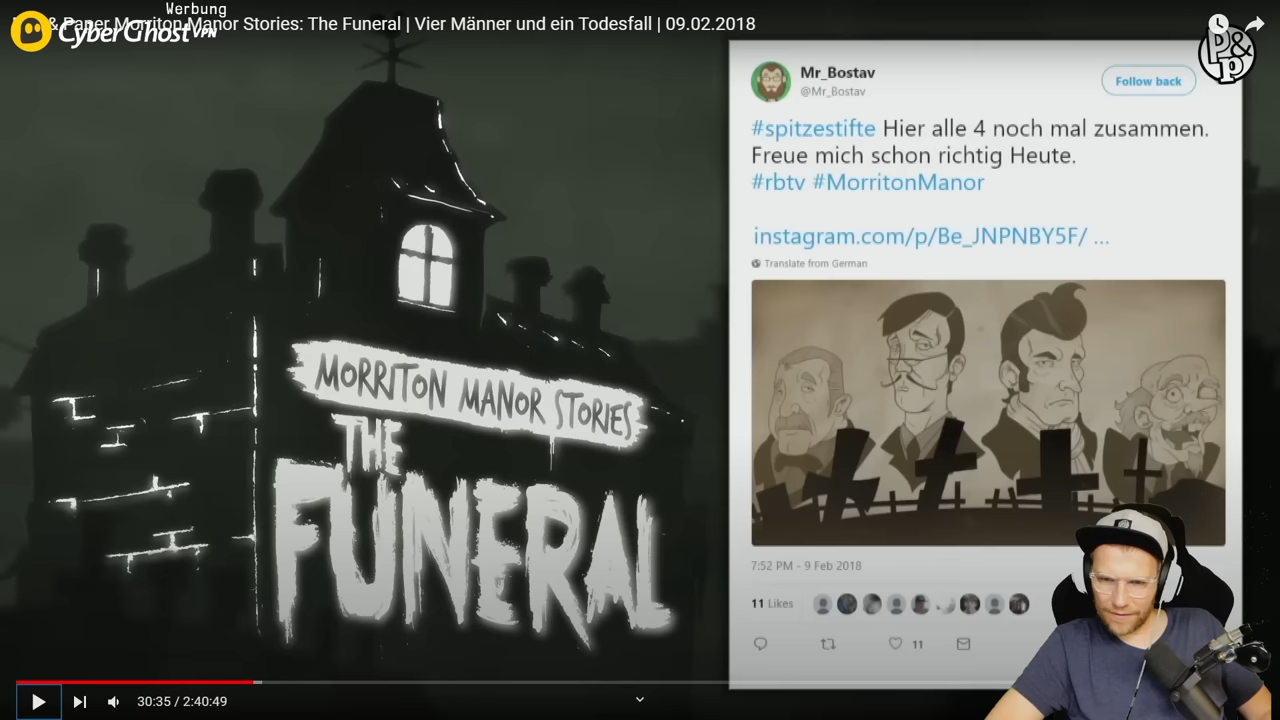 Werbung
& Paper Morriton Manor Stories: The Funeral | Vier Männer und ein Todesfall | 09.02.2018
CyberGhost VPN
P&P
Mr_Bostav
@Mr_Bostav
Follow back
#spitzestifte Hier alle 4 noch mal zusammen.
Freue mich schon richtig Heute.
#rbtv #MorritonManor
instagram.com/p/Be_JNPNBY5F/ ...
Translate from German
MORRITON MANOR STORIES
THE
FUNERAL
7:52 PM - 9 Feb 2018
11 Likes
11
30:35 / 2:40:49